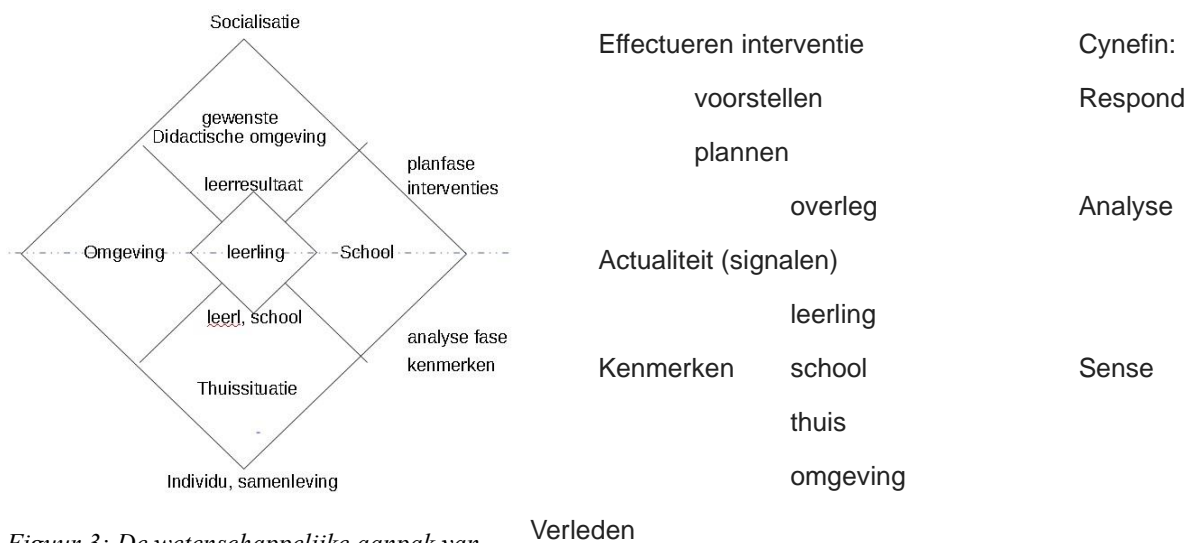 Socialisatie
gewenste
Didactische omgeving
leerresultaat
planfase
interventies
Omgeving
leerling
School
leerl, school
analyse fase
kenmerken
Thuissituatie
Individu, samenleving
Figuur 3: De wetenschappelijke aanpak van
Effectueren interventie Cynefin:
voorstellen Respond
plannen
overleg Analyse
Actualiteit (signalen)
leerling
Kenmerken school Sense
thuis
omgeving
Verleden